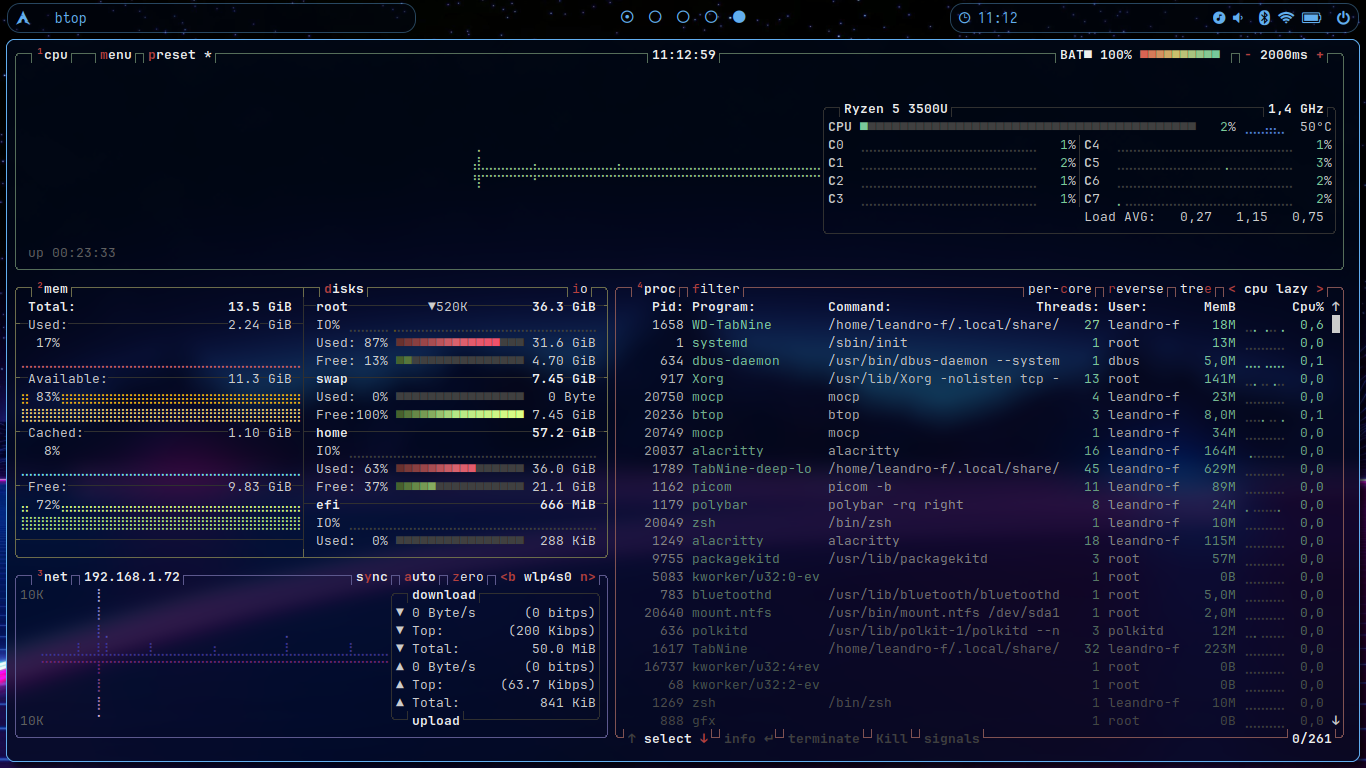 btop
11:12
1cpu menu preset * 11:12:59 BAT■ 100% - 2000ms +
Ryzen 5 3500U 1,4 GHz
CPU 2% 50°C
C0 1% C4 1%
C1 2% C5 3%
C2 1% C6 2%
C3 1% C7 2%
Load AVG: 0,27 1,15 0,75
up 00:23:33
2mem
Total: 13.5 GiB
Used: 2.24 GiB
17%
Available: 11.3 GiB
83%
Cached: 1.10 GiB
8%
Free: 9.83 GiB
72%
disks io
root ▼520K 36.3 GiB
IO%
Used: 87% 31.6 GiB
Free: 13% 4.70 GiB
swap 7.45 GiB
Used: 0% 0 Byte
Free:100% 7.45 GiB
home 57.2 GiB
IO%
Used: 63% 36.0 GiB
Free: 37% 21.1 GiB
efi 666 MiB
IO%
Used: 0% 288 KiB
3net 192.168.1.72 sync auto zero <b wlp4s0 n>
10K
download
▼ 0 Byte/s (0 bitps)
▼ Top: (200 Kibps)
▼ Total: 50.0 MiB
▲ 0 Byte/s (0 bitps)
▲ Top: (63.7 Kibps)
▲ Total: 841 KiB
upload
10K
4proc filter per-core reverse tree < cpu lazy >
Pid: Program: Command: Threads: User: MemB Cpu% ↑
1658 WD-TabNine /home/leandro-f/.local/share/ 27 leandro-f 18M 0,6
1 systemd /sbin/init 1 root 13M 0,0
634 dbus-daemon /usr/bin/dbus-daemon --system 1 dbus 5,0M 0,1
917 Xorg /usr/lib/Xorg -nolisten tcp - 13 root 141M 0,0
20750 mocp mocp 4 leandro-f 23M 0,0
20236 btop btop 3 leandro-f 8,0M 0,1
20749 mocp mocp 1 leandro-f 34M 0,0
20037 alacritty alacritty 16 leandro-f 164M 0,0
1789 TabNine-deep-lo /home/leandro-f/.local/share/ 45 leandro-f 629M 0,0
1162 picom picom -b 11 leandro-f 89M 0,0
1179 polybar polybar -rq right 8 leandro-f 24M 0,0
20049 zsh /bin/zsh 1 leandro-f 10M 0,0
1249 alacritty alacritty 18 leandro-f 115M 0,0
9755 packagekitd /usr/lib/packagekitd 3 root 57M 0,0
5083 kworker/u32:0-ev 1 root 0B 0,0
783 bluetoothd /usr/lib/bluetooth/bluetoothd 1 root 5,0M 0,0
20640 mount.ntfs /usr/bin/mount.ntfs /dev/sda1 1 root 2,0M 0,0
636 polkitd /usr/lib/polkit-1/polkitd --n 3 polkitd 12M 0,0
1617 TabNine /home/leandro-f/.local/share/ 32 leandro-f 223M 0,0
16737 kworker/u32:4+ev 1 root 0B 0,0
68 kworker/u32:2-ev 1 root 0B 0,0
1269 zsh /bin/zsh 1 leandro-f 10M 0,0
888 gfx 1 root 0B 0,0 ↓
↑ select ↓ info ↵ terminate Kill signals 0/261